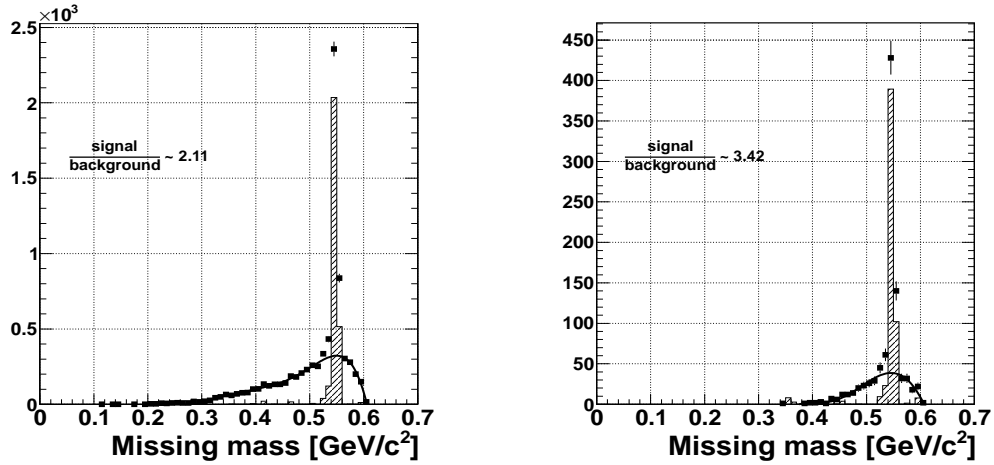 ×10³
2.5
2
1.5
1
0.5
0
signal
background ~ 2.11
0 0.1 0.2 0.3 0.4 0.5 0.6 0.7
Missing mass [GeV/c²]
450
400
350
300
250
200
150
100
50
0
signal
background ~ 3.42
0 0.1 0.2 0.3 0.4 0.5 0.6 0.7
Missing mass [GeV/c²]